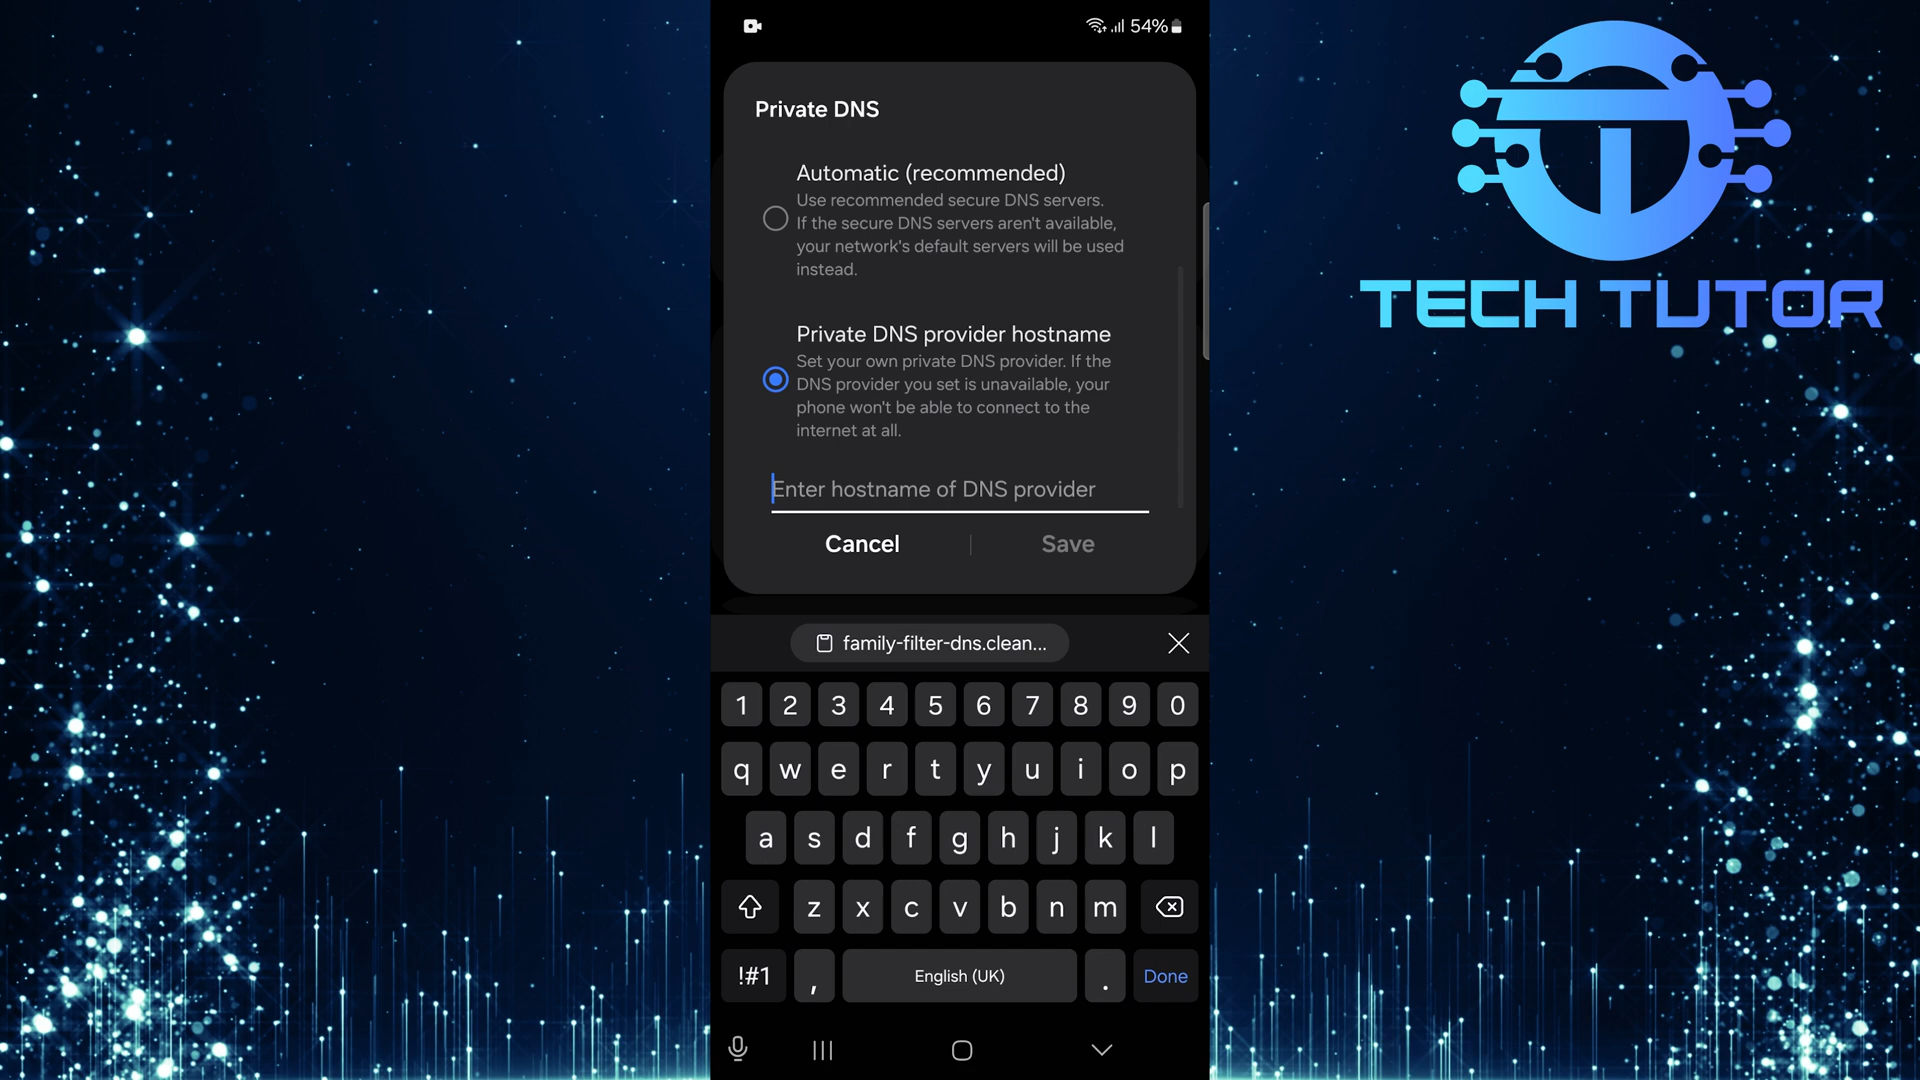 54%
Private DNS
Automatic (recommended)
Use recommended secure DNS servers.
If the secure DNS servers aren't available,
your network's default servers will be used
instead.
Private DNS provider hostname
Set your own private DNS provider. If the
DNS provider you set is unavailable, your
phone won't be able to connect to the
internet at all.
Enter hostname of DNS provider
Cancel | Save
family-filter-dns.clean...
1 2 3 4 5 6 7 8 9 0
q w e r t y u i o p
a s d f g h j k l
z x c v b n m
!#1 , English (UK) . Done
TECH TUTOR